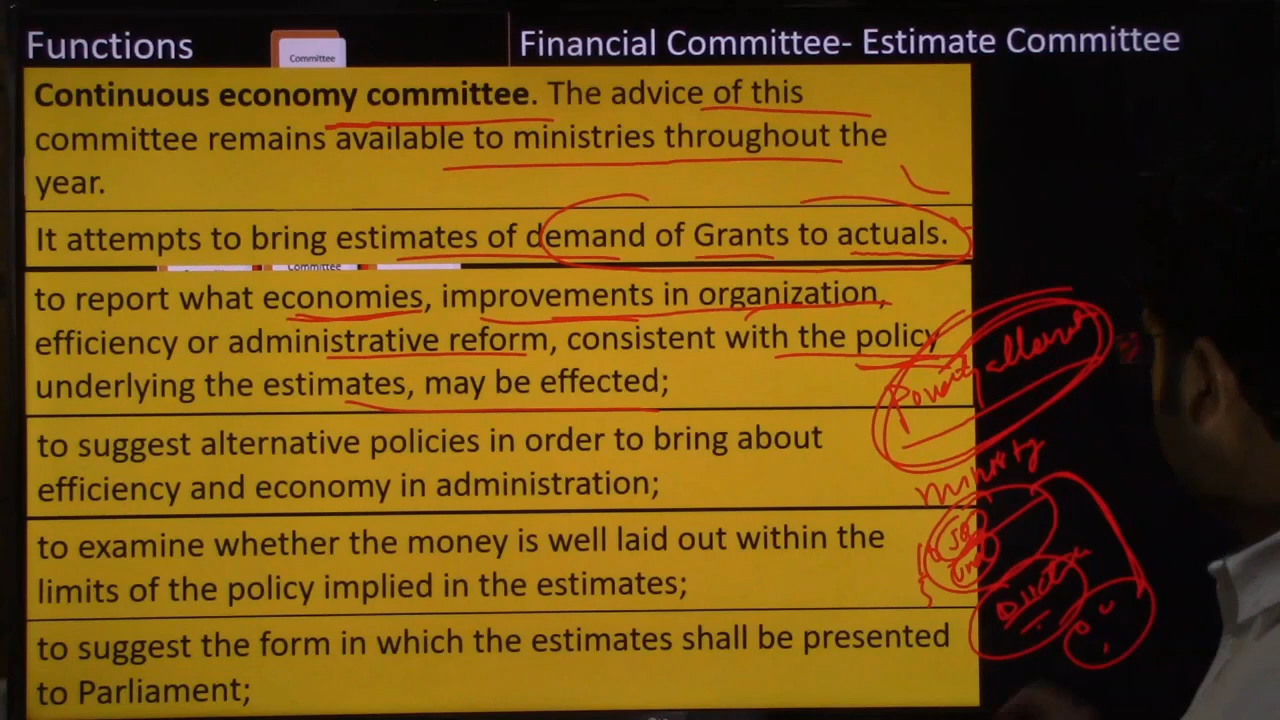 Functions
Committee
Financial Committee- Estimate Committee
Continuous economy committee. The advice of this
committee remains available to ministries throughout the
year.
It attempts to bring estimates of demand of Grants to actuals.
Committee
to report what economies, improvements in organization,
efficiency or administrative reform, consistent with the policy
underlying the estimates, may be effected;
to suggest alternative policies in order to bring about
efficiency and economy in administration;
to examine whether the money is well laid out within the
limits of the policy implied in the estimates;
to suggest the form in which the estimates shall be presented
to Parliament;